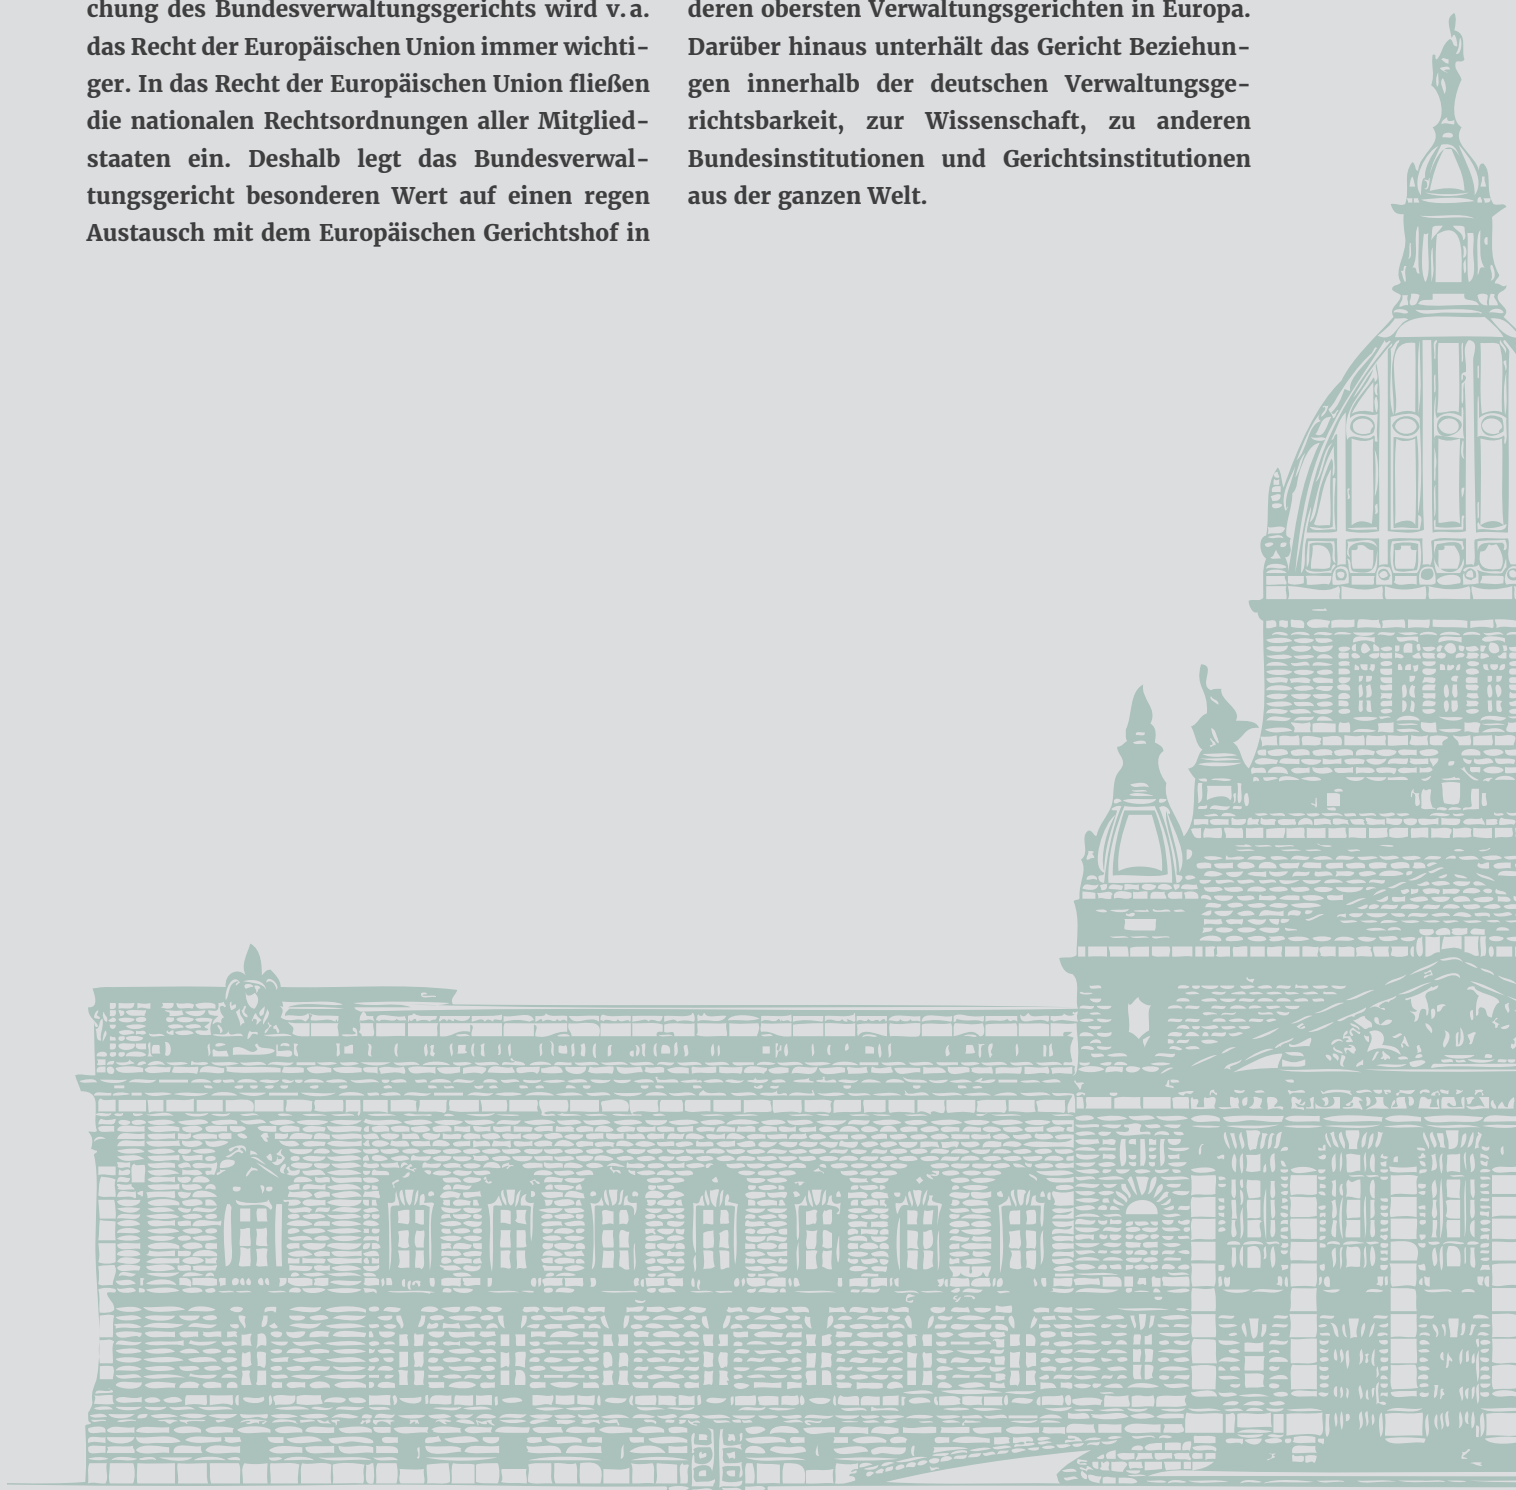 chung des Bundesverwaltungsgerichts wird v. a.
das Recht der Europäischen Union immer wichti-
ger. In das Recht der Europäischen Union fließen
die nationalen Rechtsordnungen aller Mitglied-
staaten ein. Deshalb legt das Bundesverwal-
tungsgericht besonderen Wert auf einen regen
Austausch mit dem Europäischen Gerichtshof in
deren obersten Verwaltungsgerichten in Europa.
Darüber hinaus unterhält das Gericht Beziehun-
gen innerhalb der deutschen Verwaltungsge-
richtsbarkeit, zur Wissenschaft, zu anderen
Bundesinstitutionen und Gerichtsinstitutionen
aus der ganzen Welt.